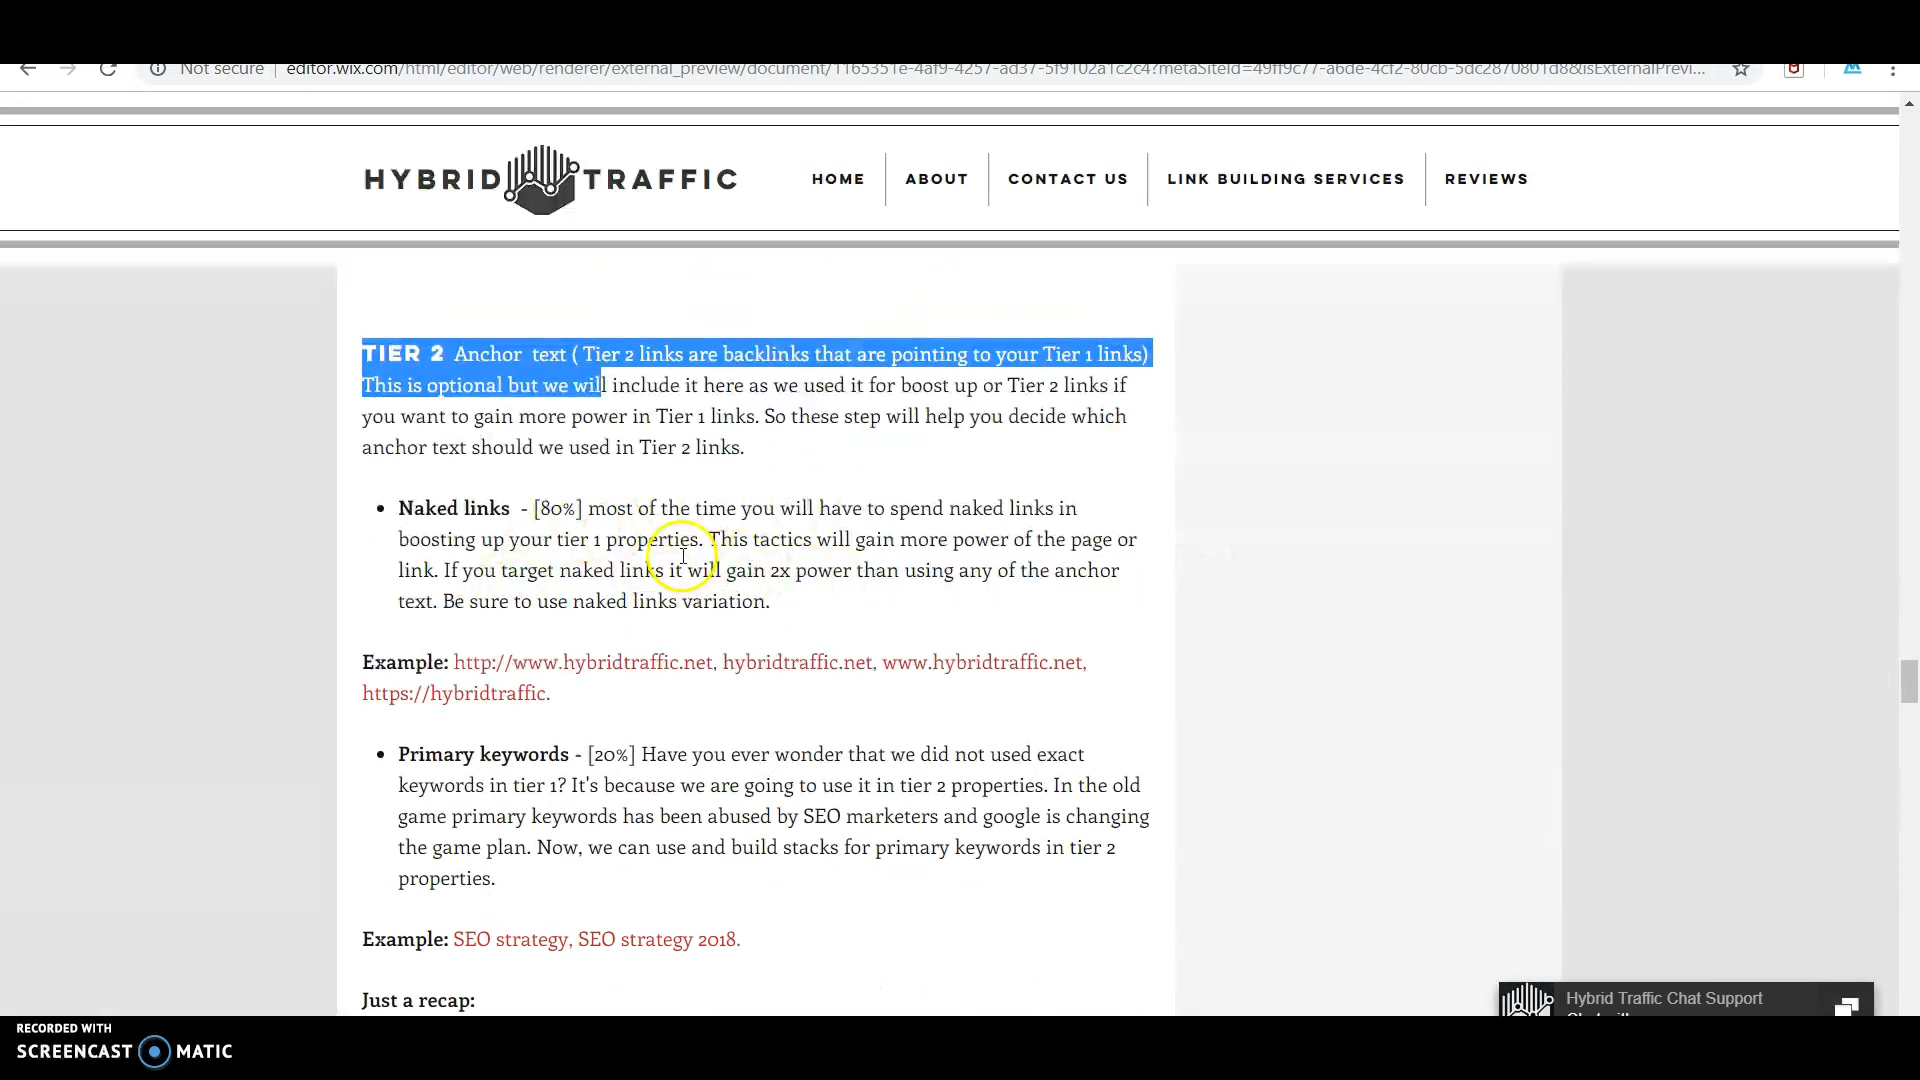 Not secure
editor.wix.com/html/editor/web/renderer/external_preview/document/1165351e-4af9-4257-ad37-5f9102a1c2c4?metaSiteId=49ff9c77-a6de-4cf2-80cb-5dc2870801d8&isExternalPrevi...
HYBRID TRAFFIC
HOME
ABOUT
CONTACT US
LINK BUILDING SERVICES
REVIEWS
TIER 2 Anchor text ( Tier 2 links are backlinks that are pointing to your Tier 1 links)
This is optional but we will include it here as we used it for boost up or Tier 2 links if
you want to gain more power in Tier 1 links. So these step will help you decide which
anchor text should we used in Tier 2 links.
• Naked links - [80%] most of the time you will have to spend naked links in
boosting up your tier 1 properties. This tactics will gain more power of the page or
link. If you target naked links it will gain 2x power than using any of the anchor
text. Be sure to use naked links variation.
Example: http://www.hybridtraffic.net, hybridtraffic.net, www.hybridtraffic.net,
https://hybridtraffic.
• Primary keywords - [20%] Have you ever wonder that we did not used exact
keywords in tier 1? It's because we are going to use it in tier 2 properties. In the old
game primary keywords has been abused by SEO marketers and google is changing
the game plan. Now, we can use and build stacks for primary keywords in tier 2
properties.
Example: SEO strategy, SEO strategy 2018.
Just a recap:
Hybrid Traffic Chat Support
RECORDED WITH
SCREENCAST MATIC